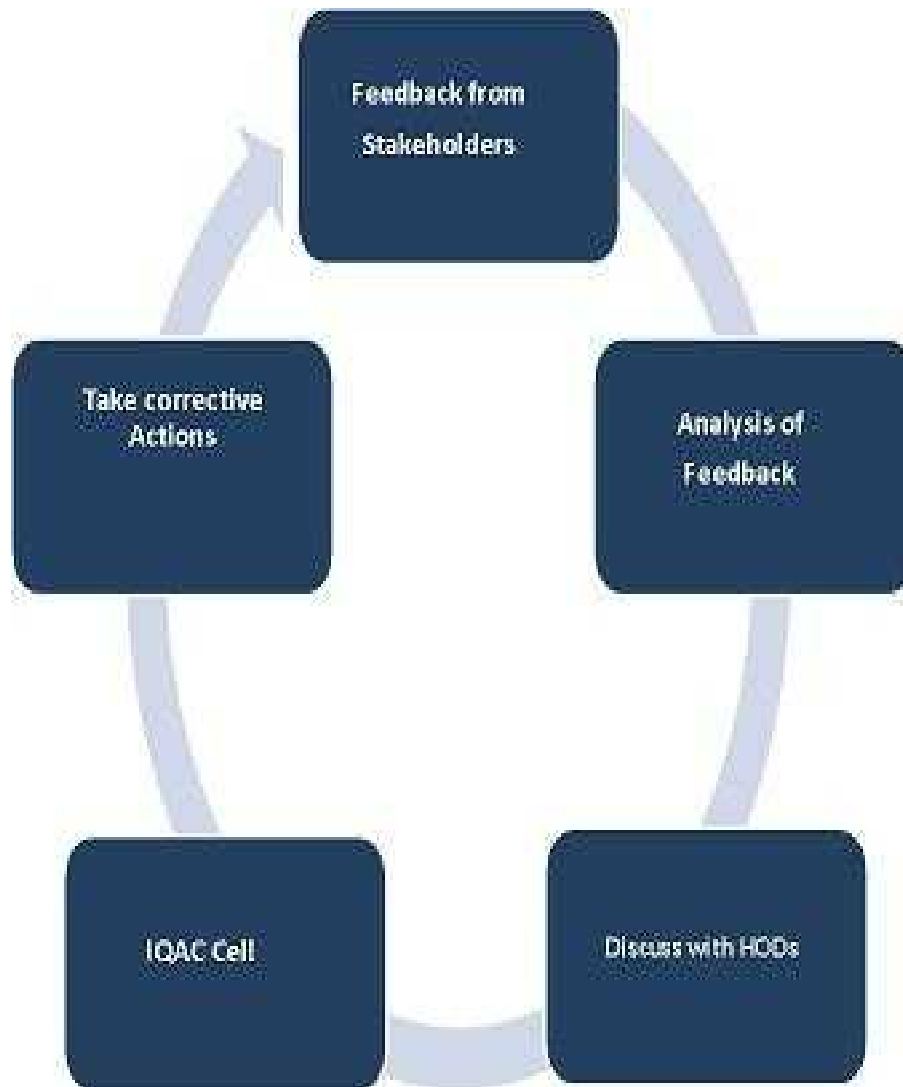 Feedback from
Stakeholders
Analysis of
Feedback
Discuss with HODs
IQAC Cell
Take corrective
Actions